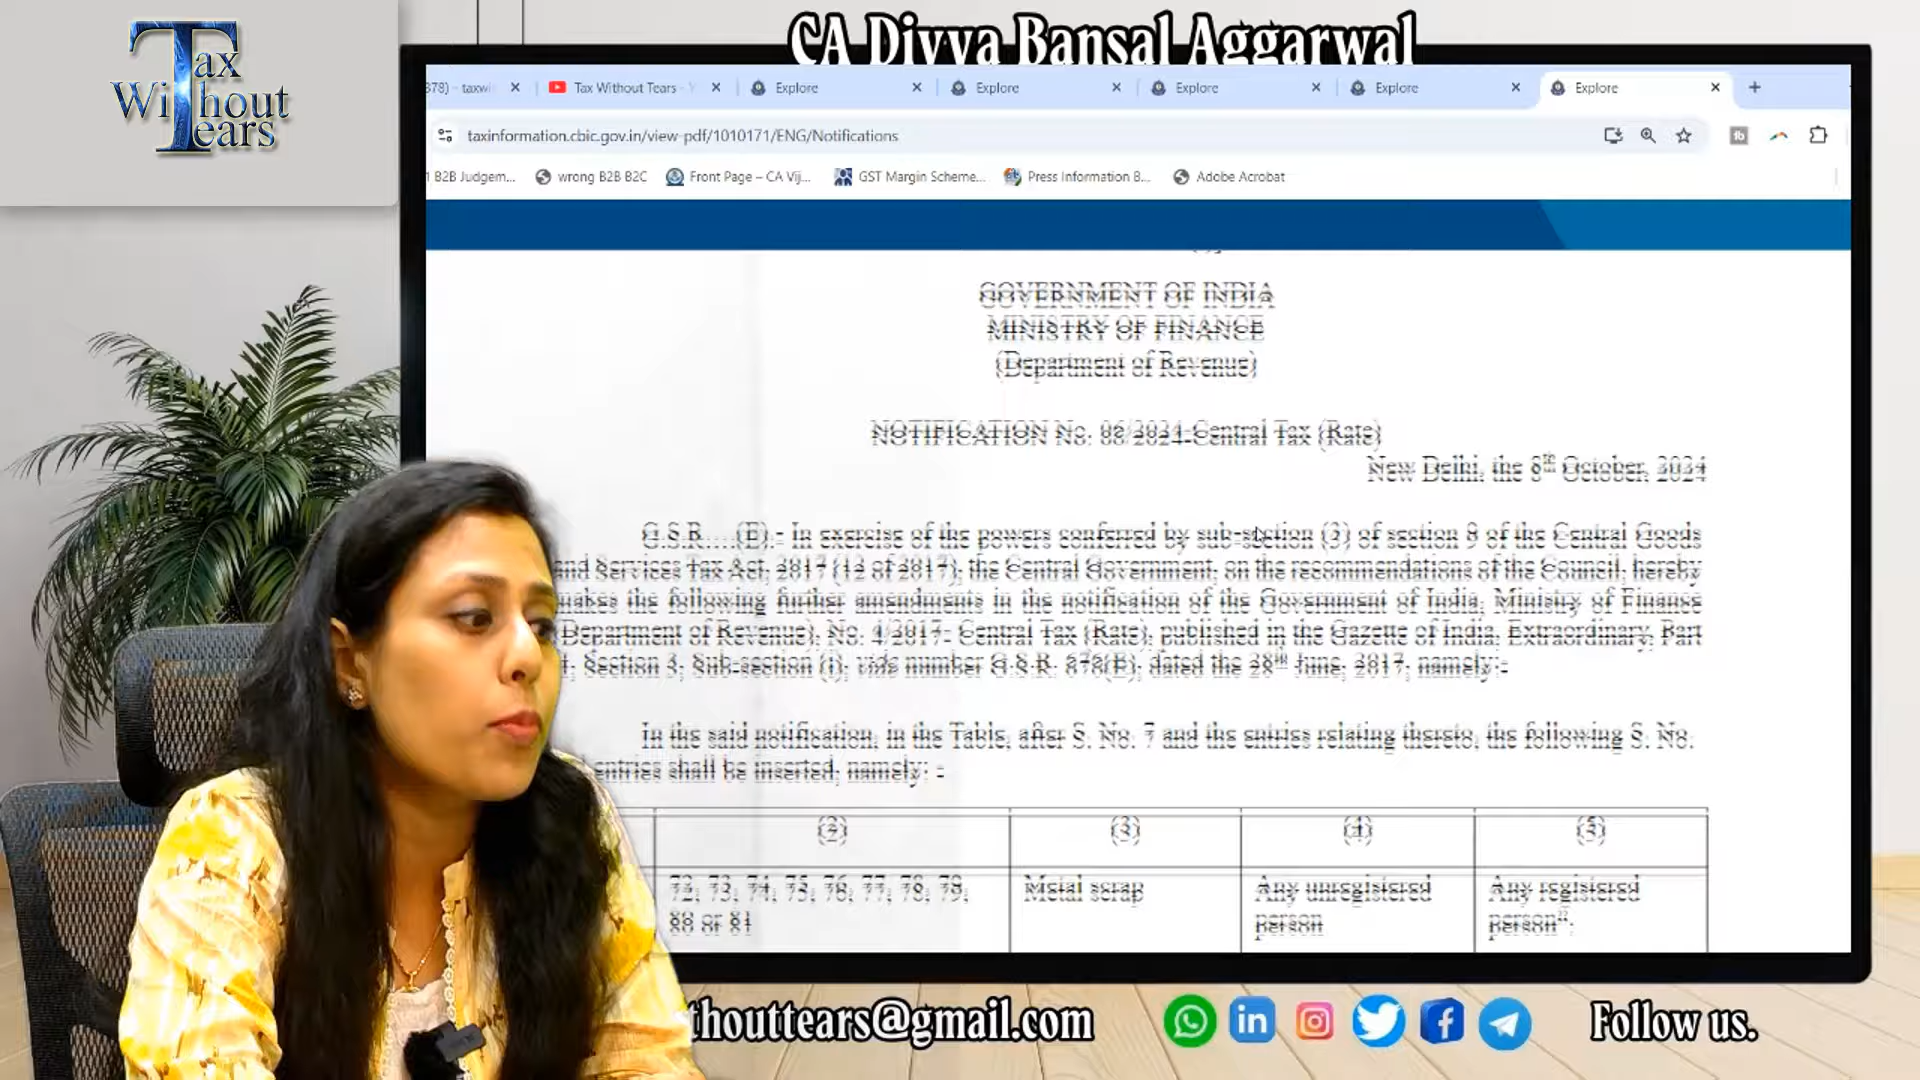 Tax
Without
Tears
CA Divya Bansal Aggarwal
Tax Without Tears
Explore
Explore
Explore
Explore
Explore
taxinformation.cbic.gov.in/view-pdf/1010171/ENG/Notifications
B2B Judgem...
wrong B2B B2C
Front Page – CA Vij...
GST Margin Scheme...
Press Information B...
Adobe Acrobat
GOVERNMENT OF INDIA
MINISTRY OF FINANCE
(Department of Revenue)
NOTIFICATION No. /2024-Central Tax (Rate)
New Delhi, the 8th October, 2024
G.S.R....(E).- In exercise of the powers conferred by sub-section (3) of section 9 of the Central Goods
and Services Tax Act, 2017 (12 of 2017), the Central Government, on the recommendations of the Council, hereby
makes the following further amendments in the notification of the Government of India, Ministry of Finance
(Department of Revenue), No. 4/2017- Central Tax (Rate), published in the Gazette of India, Extraordinary, Part
Section 3, Sub-section (i), vide number G.S.R. 676(E), dated the 28th June, 2017, namely:-
In the said notification, in the Table, after S. No. 7 and the entries relating thereto, the following S. No.
entries shall be inserted, namely: -
(2) (3) (4) (5)
72, 73, 74, 75, 76, 77, 78, 79, Metal scrap Any unregistered Any registered
80 or 81 person person";
thouttears@gmail.com
Follow us.